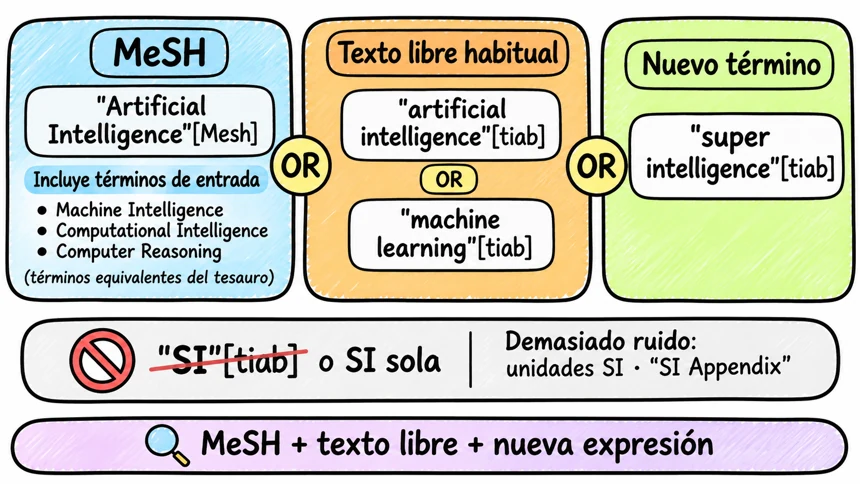 MeSH
"Artificial
Intelligence"[Mesh]
Incluye términos de entrada
• Machine Intelligence
• Computational Intelligence
• Computer Reasoning
(términos equivalentes del tesauro)
OR
Texto libre habitual
"artificial
intelligence"[tiab]
OR
"machine
learning"[tiab]
OR
Nuevo término
"super
intelligence"[tiab]
"SI"[tiab] o SI sola
Demasiado ruido:
unidades SI · “SI Appendix”
MeSH + texto libre + nueva expresión